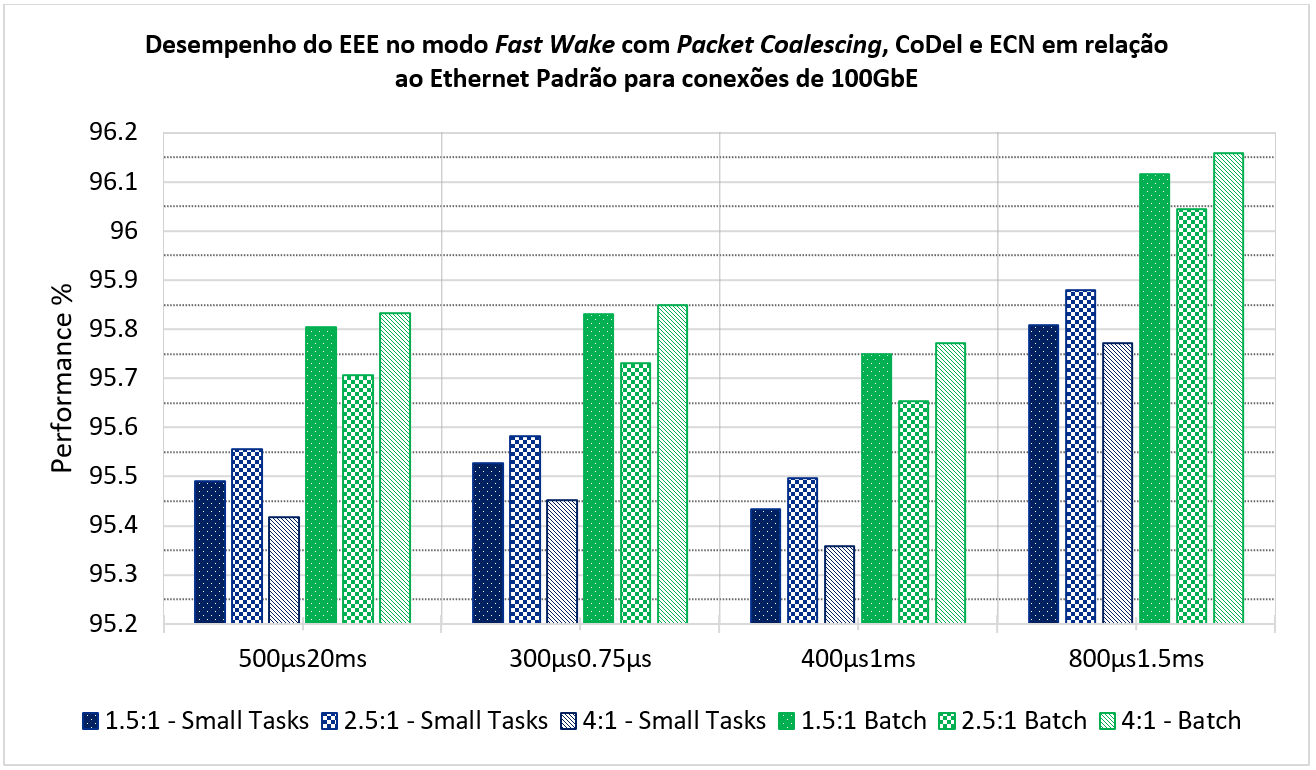 Desempenho do EEE no modo Fast Wake com Packet Coalescing, CoDel e ECN em relação
ao Ethernet Padrão para conexões de 100GbE
Performance %
96.2
96.1
96
95.9
95.8
95.7
95.6
95.5
95.4
95.3
95.2
500μs20ms
300μs0.75μs
400μs1ms
800μs1.5ms
1.5:1 - Small Tasks
2.5:1 - Small Tasks
4:1 - Small Tasks
1.5:1 Batch
2.5:1 Batch
4:1 - Batch